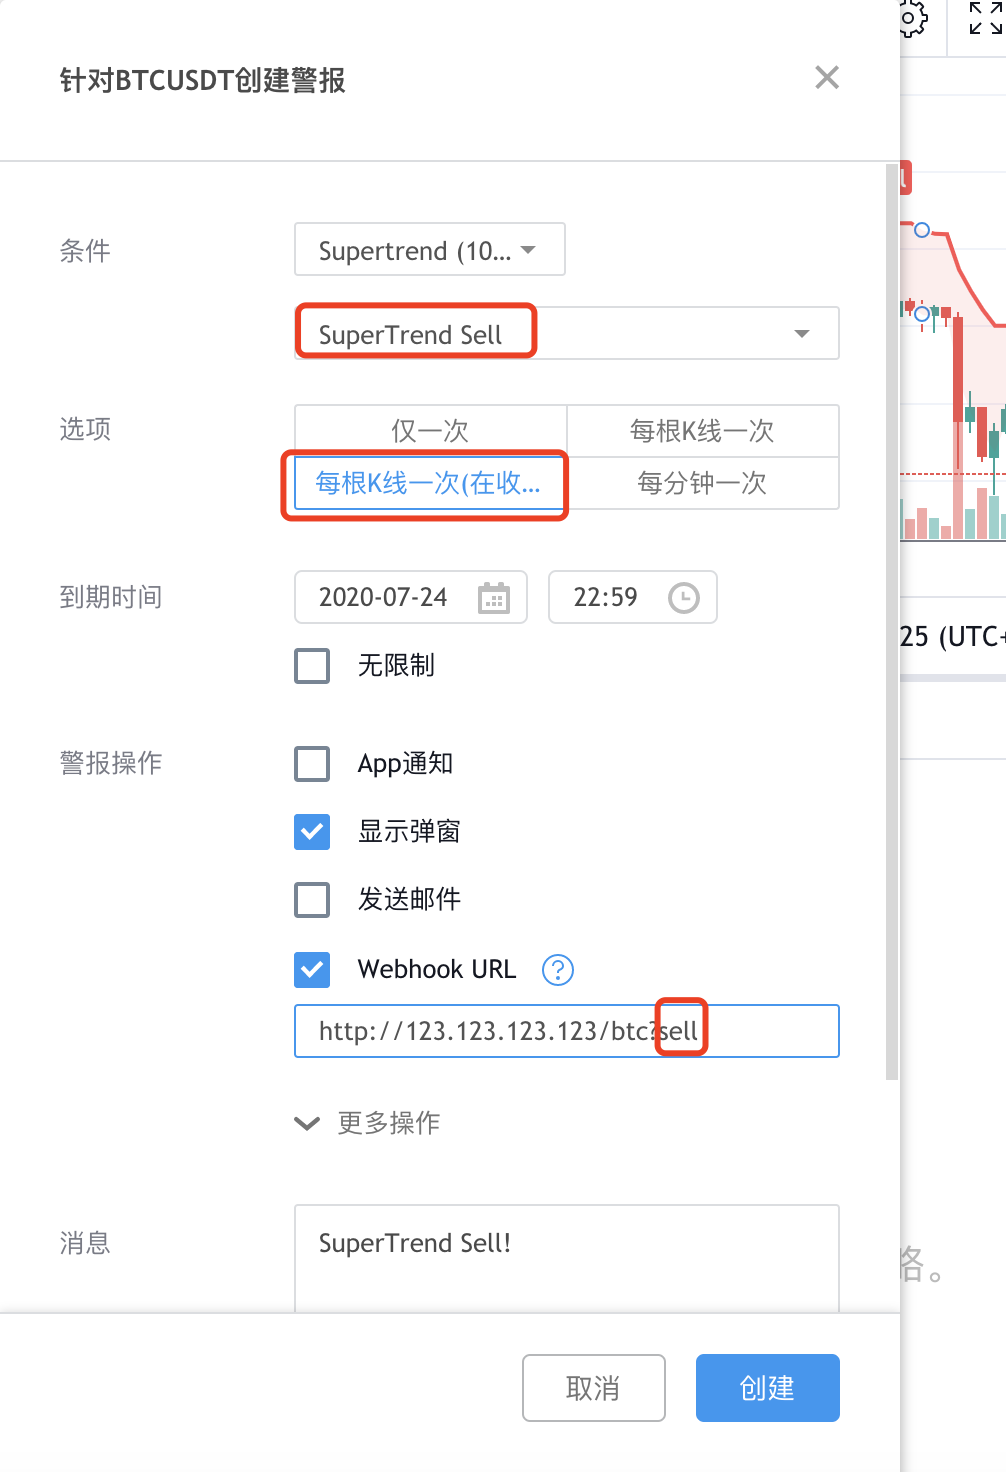 针对BTCUSDT创建警报
条件
Supertrend (10...
SuperTrend Sell
选项
仅一次
每根K线一次
每根K线一次(在收...
每分钟一次
到期时间
2020-07-24
22:59
25 (UTC+
无限制
警报操作
App通知
显示弹窗
发送邮件
Webhook URL
?
http://123.123.123.123/btc?sell
更多操作
消息
SuperTrend Sell!
略。
取消
创建